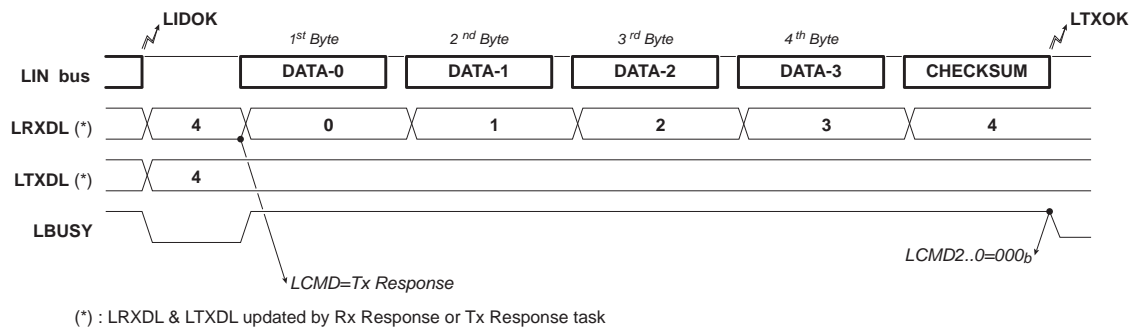 LIDOK LTXOK
1st Byte 2nd Byte 3rd Byte 4th Byte
LIN bus DATA-0 DATA-1 DATA-2 DATA-3 CHECKSUM
LRXDL (*) 4 0 1 2 3 4
LTXDL (*) 4
LBUSY
LCMD2..0=000b
LCMD=Tx Response
(*) : LRXDL & LTXDL updated by Rx Response or Tx Response task